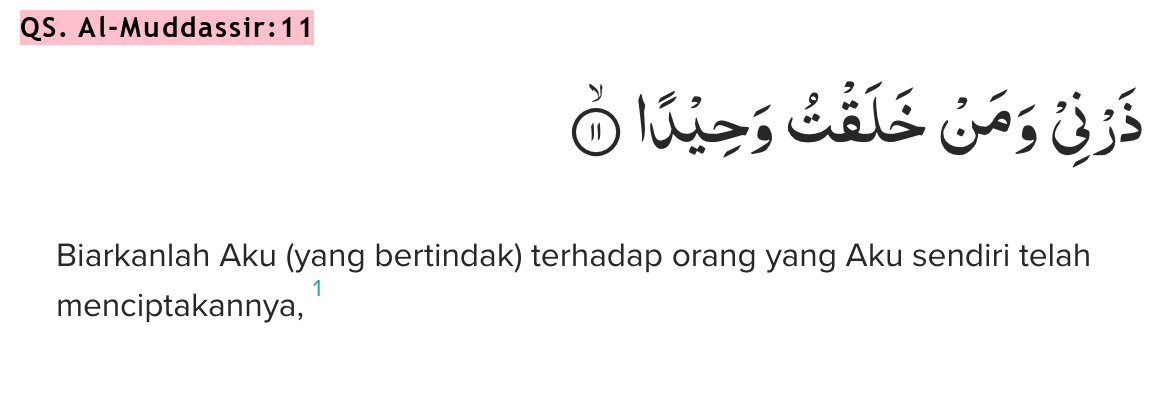 QS. Al-Muddassir:11
ذَرْنِيْ وَمَنْ خَلَقْتُ وَحِيْدًاۙ ١١
Biarkanlah Aku (yang bertindak) terhadap orang yang Aku sendiri telah
menciptakannya, 1